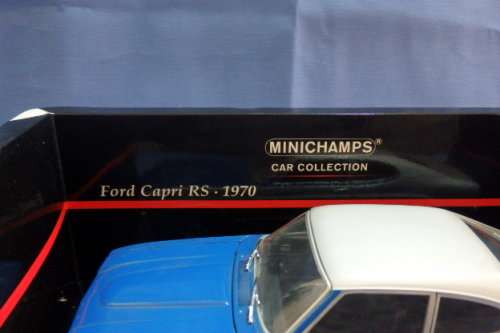 MINICHAMPS®
CAR COLLECTION
Ford Capri RS · 1970